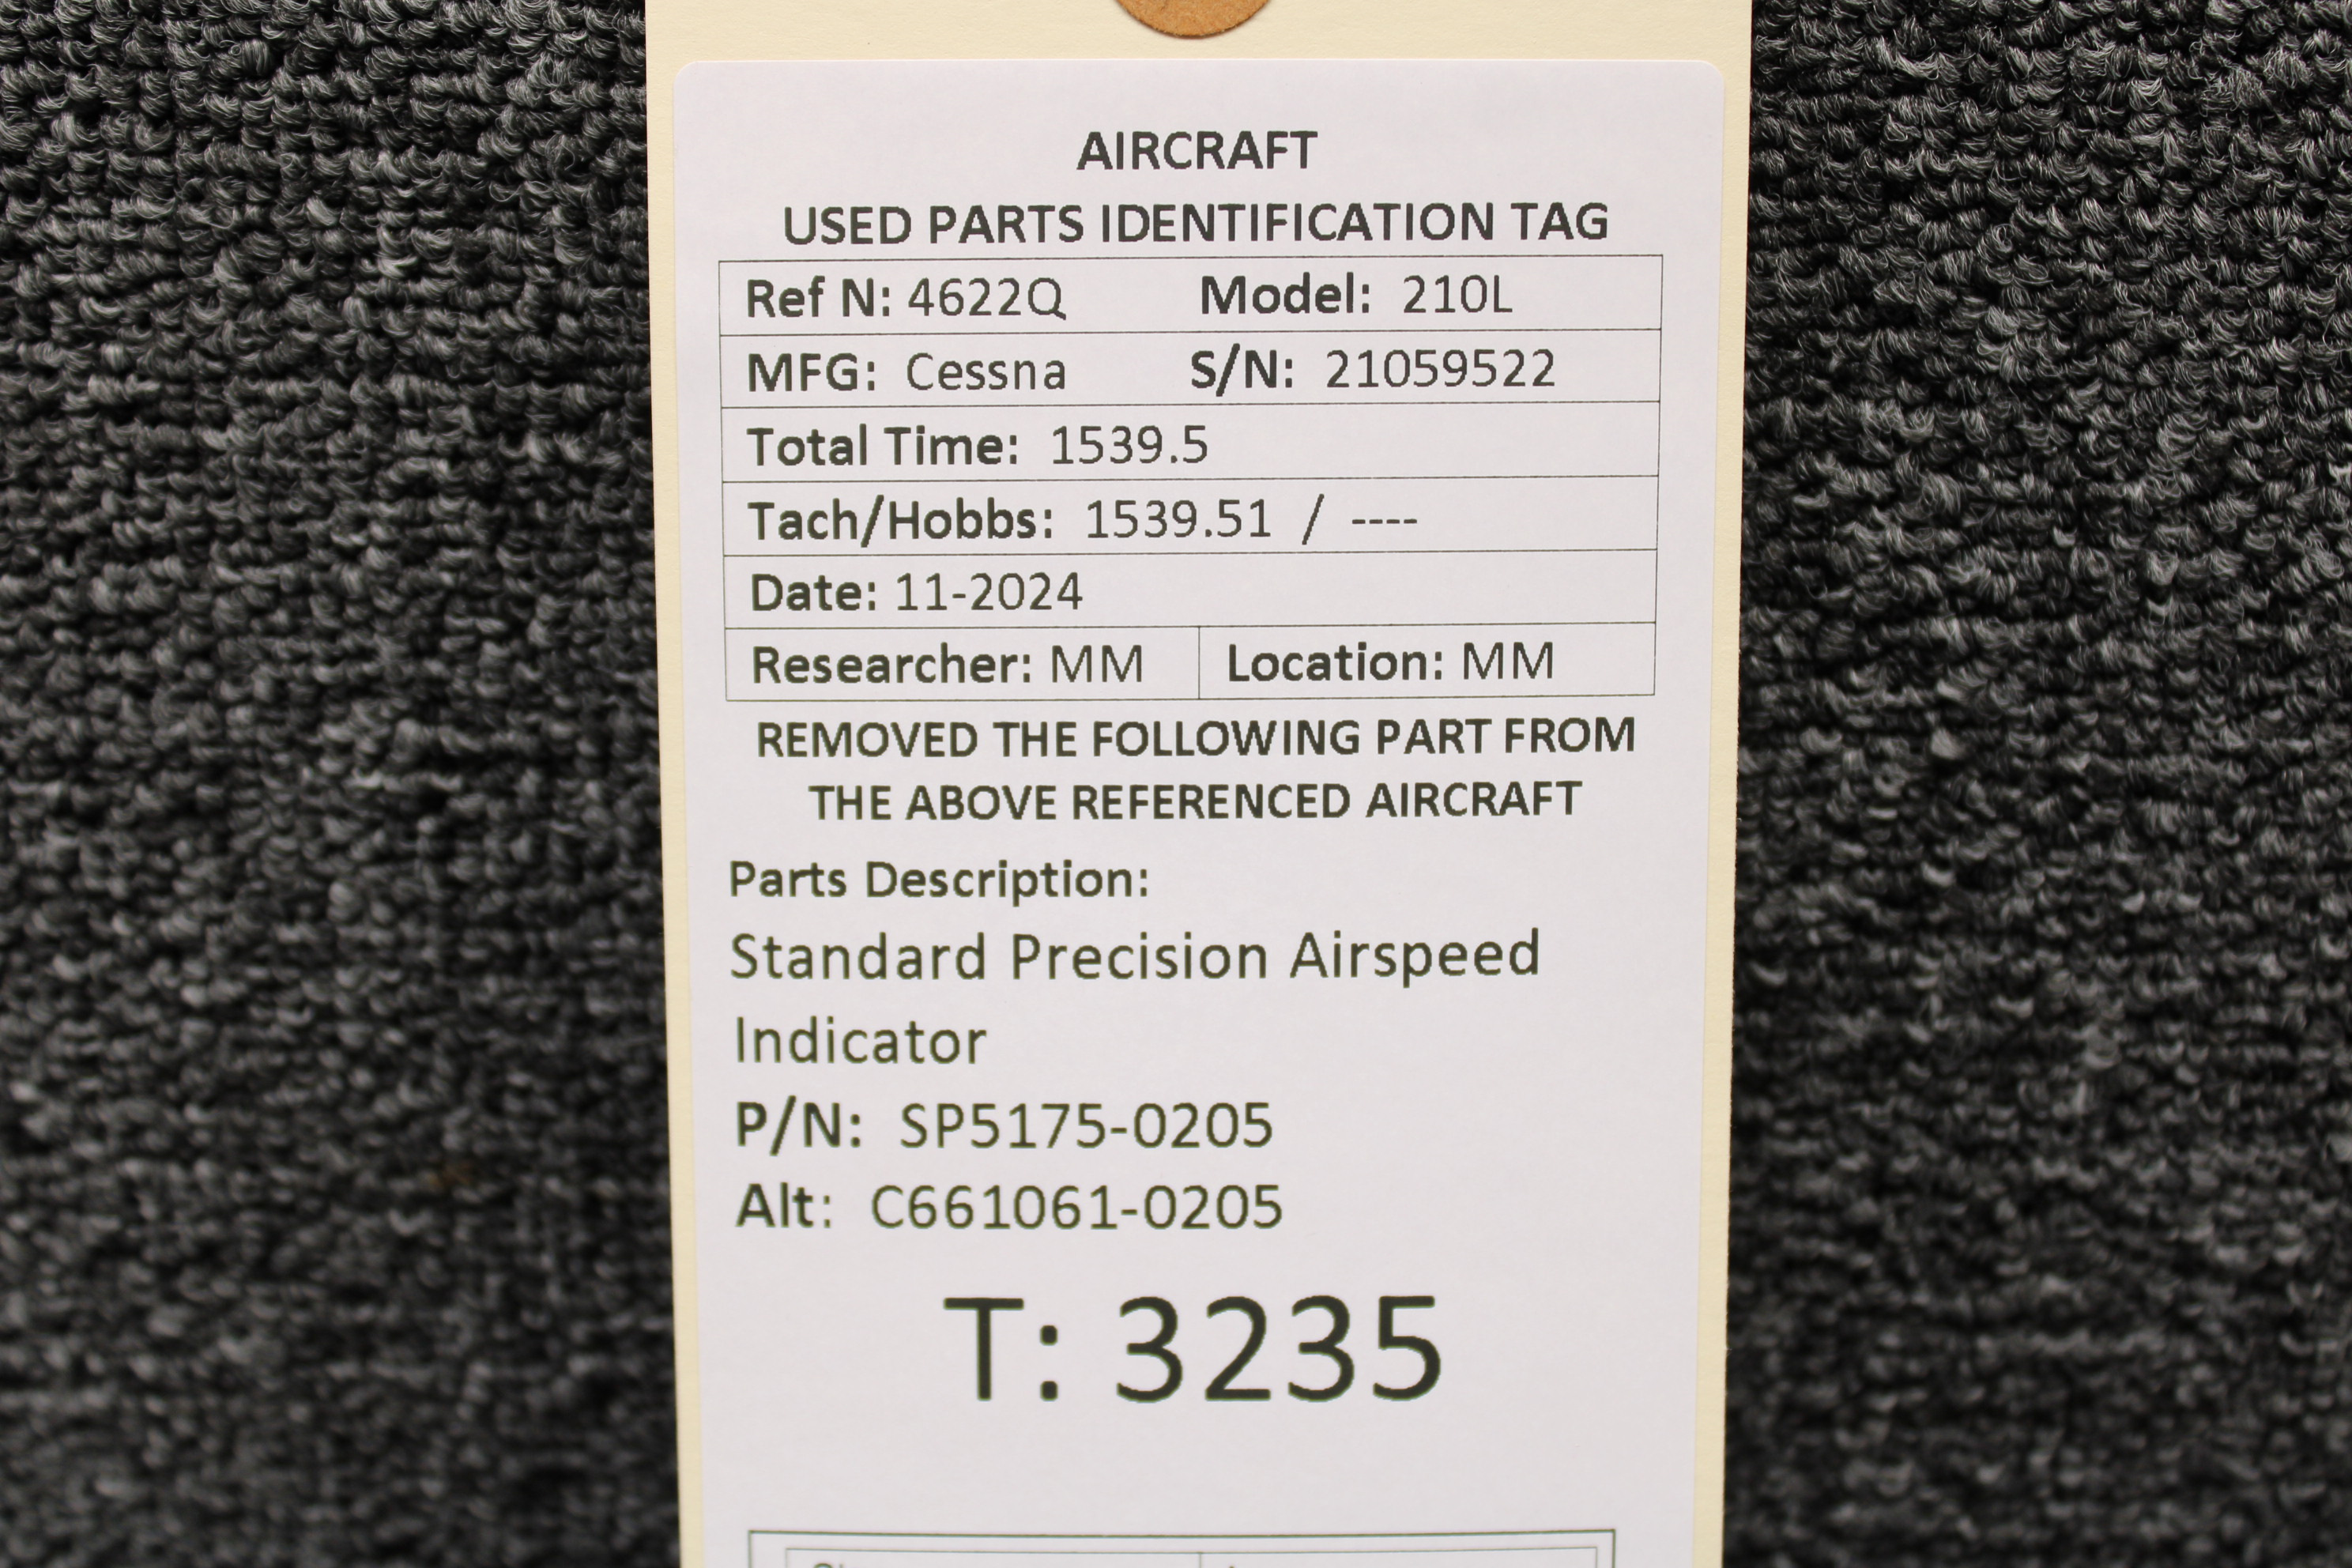 AIRCRAFT
USED PARTS IDENTIFICATION TAG
Ref N: 4622Q Model: 210L
MFG: Cessna S/N: 21059522
Total Time: 1539.5
Tach/Hobbs: 1539.51 / ----
Date: 11-2024
Researcher: MM Location: MM
REMOVED THE FOLLOWING PART FROM
THE ABOVE REFERENCED AIRCRAFT
Parts Description:
Standard Precision Airspeed
Indicator
P/N: SP5175-0205
Alt: C661061-0205
T: 3235